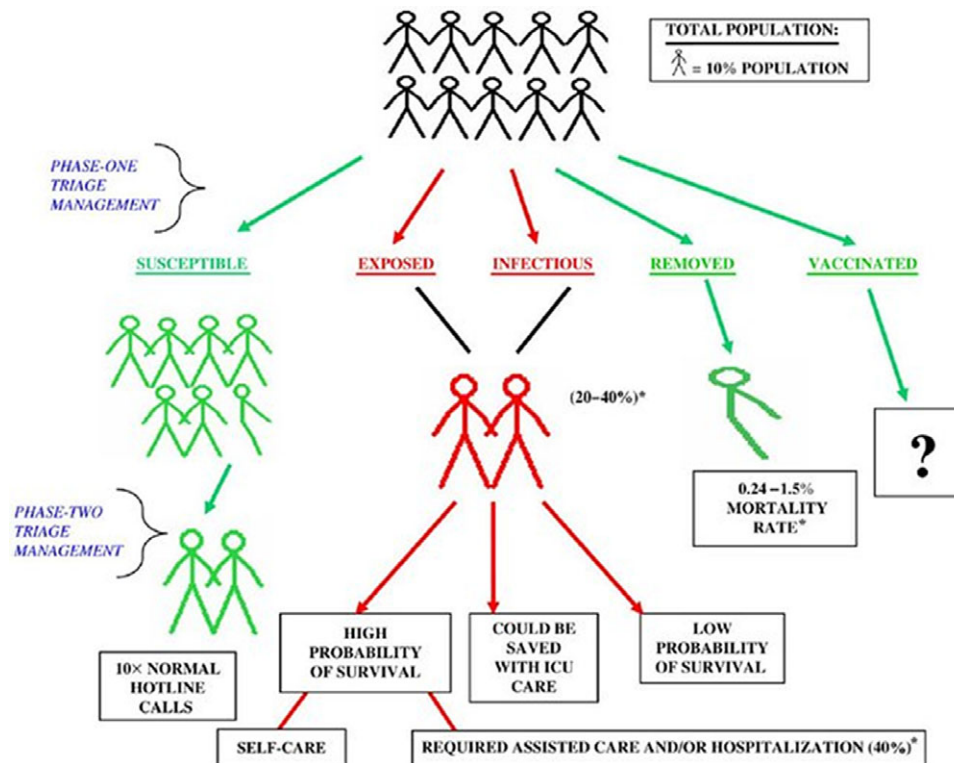 TOTAL POPULATION:
= 10% POPULATION
PHASE-ONE
TRIAGE
MANAGEMENT
SUSCEPTIBLE
EXPOSED
INFECTIOUS
REMOVED
VACCINATED
(20–40%)*
?
0.24 –1.5%
MORTALITY
RATE*
PHASE-TWO
TRIAGE
MANAGEMENT
10× NORMAL
HOTLINE
CALLS
HIGH
PROBABILITY
OF SURVIVAL
COULD BE
SAVED
WITH ICU
CARE
LOW
PROBABILITY
OF SURVIVAL
SELF-CARE
REQUIRED ASSISTED CARE AND/OR HOSPITALIZATION (40%)*